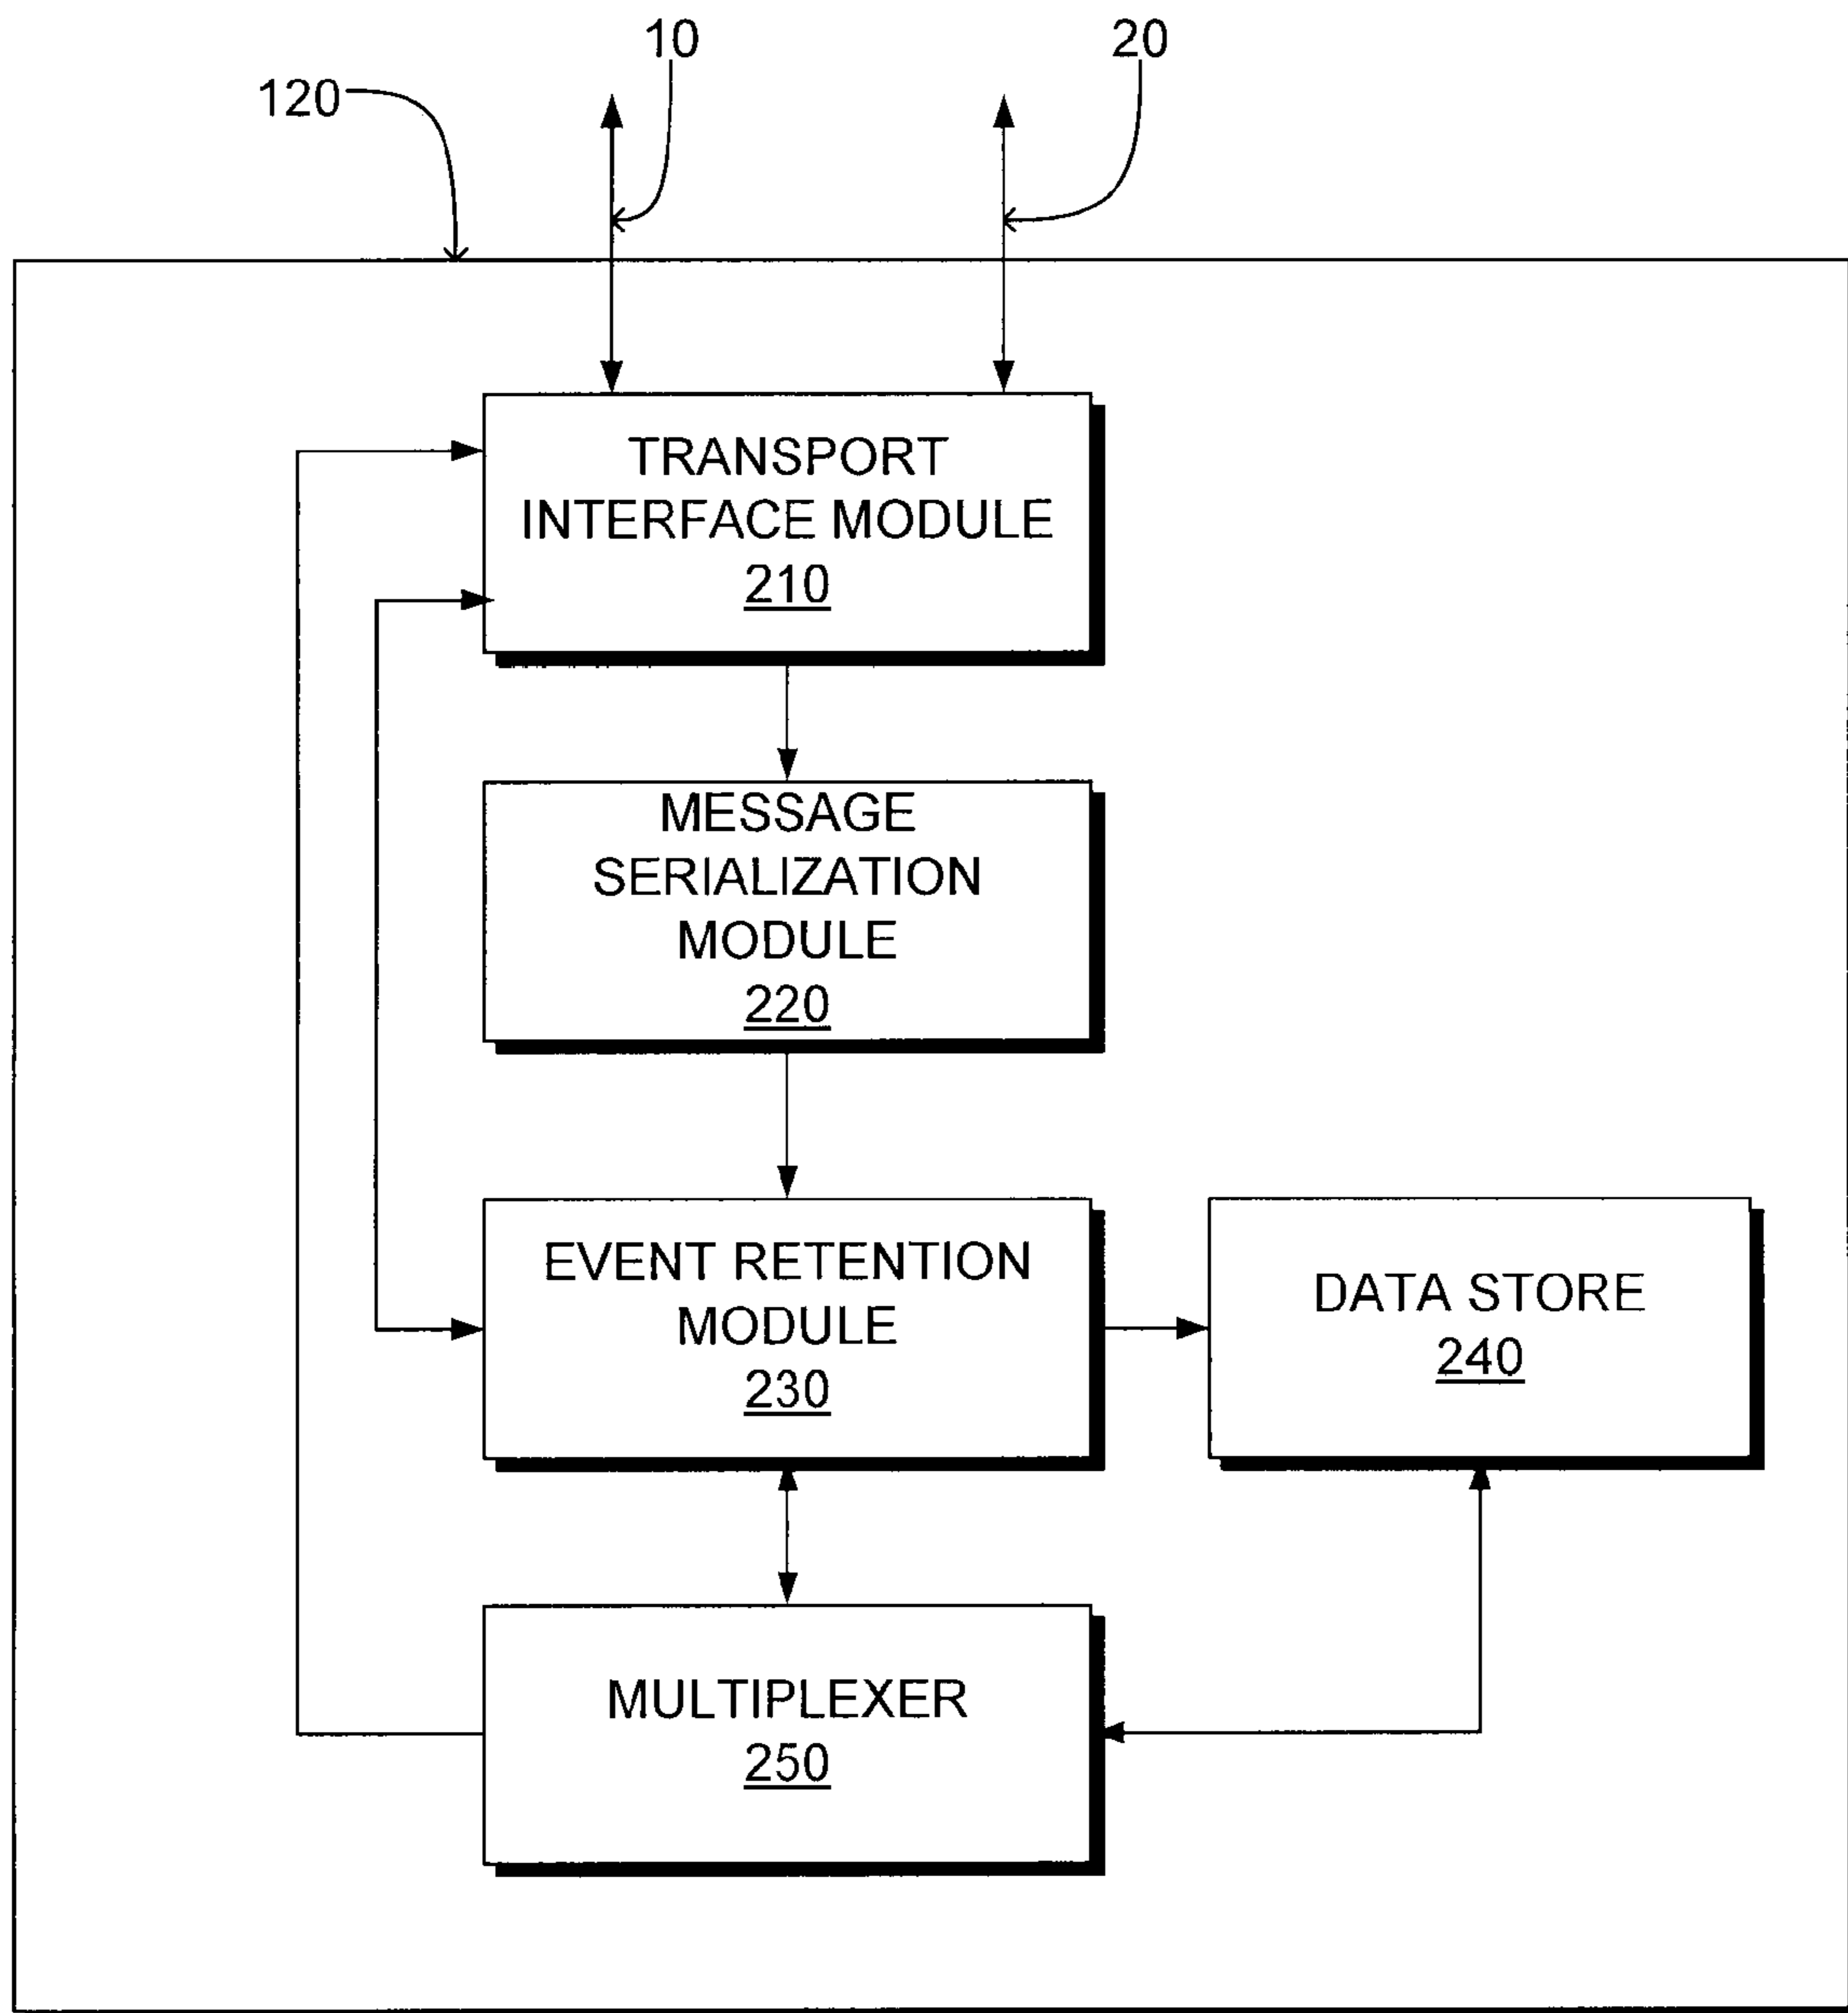 10
20
120
TRANSPORT
INTERFACE MODULE
210
MESSAGE
SERIALIZATION
MODULE
220
EVENT RETENTION
MODULE
230
DATA STORE
240
MULTIPLEXER
250